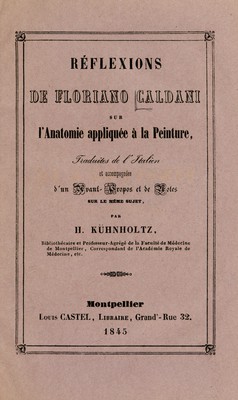 RÉFLEXIONS
DE FLORIANO CALDANI
SUR
l'Anatomie appliquée à la Peinture,
Traduites de l'Italien
et accompagnées
d'un Avant-Propos et de Notes
SUR LE MÊME SUJET,
PAR
H. KÜHNHOLTZ,
Bibliothécaire et Professeur-Agrégé de la Faculté de Médecine
de Montpellier, Correspondant de l'Académie Royale de
Médecine, etc.
Montpellier
LOUIS CASTEL, LIBRAIRE, Grand'-Rue 32.
1845